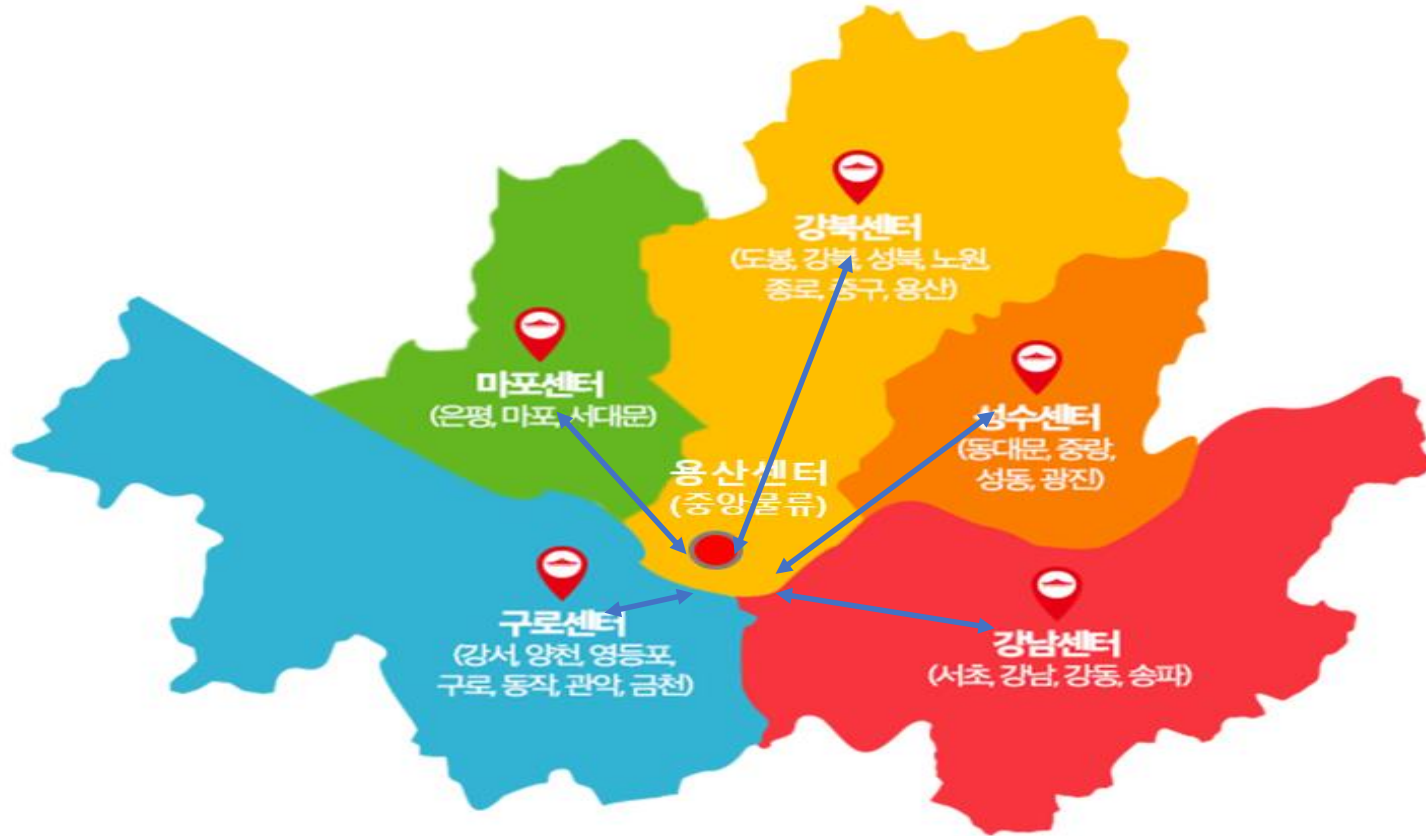 강북센터
(도봉, 강북, 성북, 노원,
종로, 중구, 용산)
마포센터
(은평, 마포, 서대문)
성수센터
(동대문, 중랑,
성동, 광진)
용산센터
(중앙물류)
구로센터
(강서, 양천, 영등포,
구로, 동작, 관악, 금천)
강남센터
(서초, 강남, 강동, 송파)